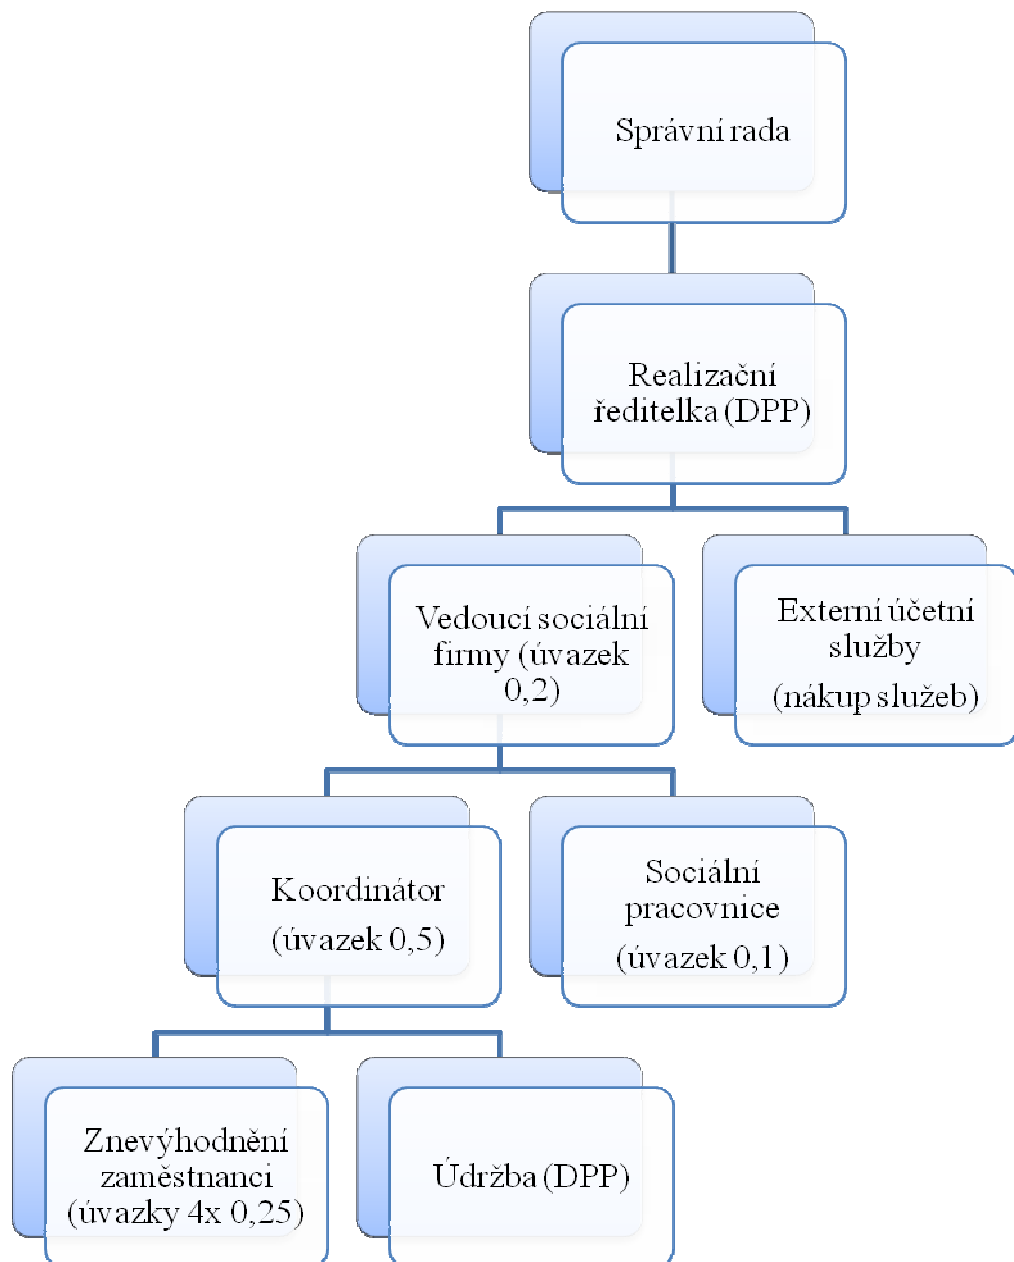 Správní rada
Realizační
ředitelka (DPP)
Vedoucí sociální
firmy (úvazek
0,2)
Externí účetní
služby
(nákup služeb)
Koordinátor
(úvazek 0,5)
Sociální
pracovnice
(úvazek 0,1)
Znevýhodnění
zaměstnanci
(úvazky 4x 0,25)
Údržba (DPP)